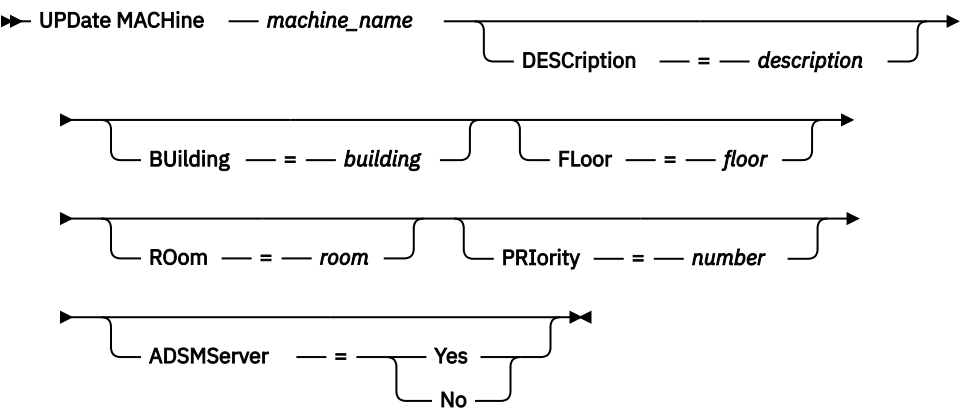 UPDate MACHine machine_name
DESCription = description
BUilding = building FLoor = floor
ROom = room PRIority = number
ADSMServer = Yes
No